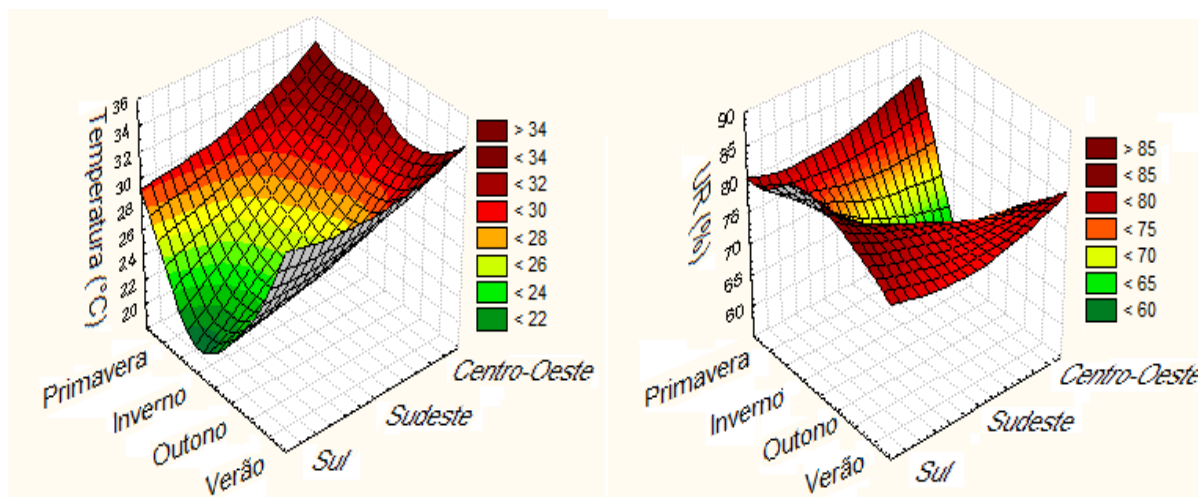 Temperatura (°C)
36
34
32
30
28
26
24
22
20
Primavera
Inverno
Outono
Verão
Sul
Sudeste
Centro-Oeste
> 34
< 34
< 32
< 30
< 28
< 26
< 24
< 22
UR (%)
90
85
80
75
70
65
60
Primavera
Inverno
Outono
Verão
Sul
Sudeste
Centro-Oeste
> 85
< 85
< 80
< 75
< 70
< 65
< 60